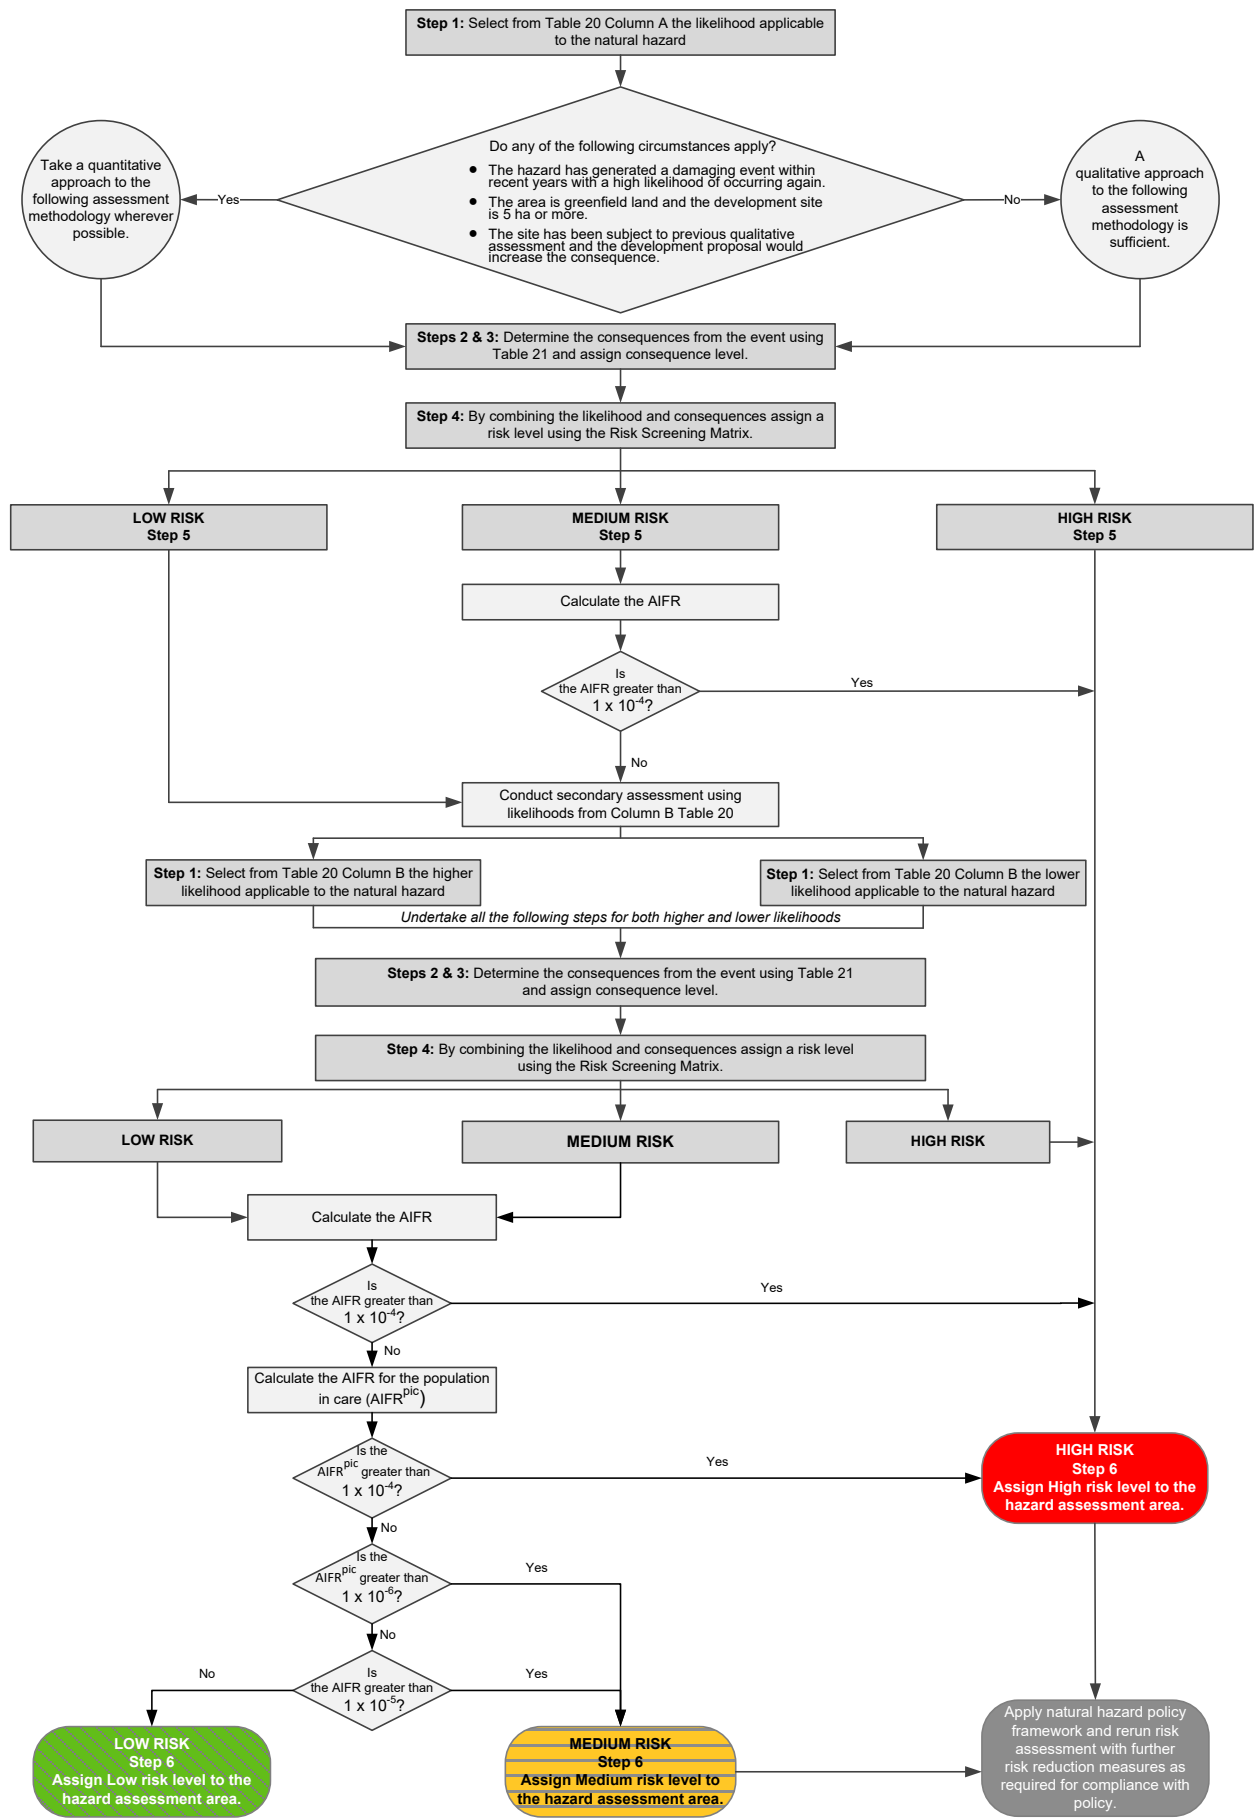 Step 1: Select from Table 20 Column A the likelihood applicable
to the natural hazard
Do any of the following circumstances apply?
● The hazard has generated a damaging event within
recent years with a high likelihood of occurring again.
● The area is greenfield land and the development site
is 5 ha or more.
● The site has been subject to previous qualitative
assessment and the development proposal would
increase the consequence.
Yes
No
Take a quantitative
approach to the
following assessment
methodology wherever
possible.
A
qualitative approach
to the following
assessment
methodology is
sufficient.
Steps 2 & 3: Determine the consequences from the event using
Table 21 and assign consequence level.
Step 4: By combining the likelihood and consequences assign a
risk level using the Risk Screening Matrix.
LOW RISK
Step 5
MEDIUM RISK
Step 5
HIGH RISK
Step 5
Calculate the AIFR
Is
the AIFR greater than
1 x 10⁻⁴?
Yes
No
Conduct secondary assessment using
likelihoods from Column B Table 20
Step 1: Select from Table 20 Column B the higher
likelihood applicable to the natural hazard
Step 1: Select from Table 20 Column B the lower
likelihood applicable to the natural hazard
Undertake all the following steps for both higher and lower likelihoods
Steps 2 & 3: Determine the consequences from the event using Table 21
and assign consequence level.
Step 4: By combining the likelihood and consequences assign a risk level
using the Risk Screening Matrix.
LOW RISK
MEDIUM RISK
HIGH RISK
Calculate the AIFR
Is
the AIFR greater than
1 x 10⁻⁴?
Yes
No
Calculate the AIFR for the population
in care (AIFRᵖⁱᶜ)
Is the
AIFRᵖⁱᶜ greater than
1 x 10⁻⁴?
Yes
No
HIGH RISK
Step 6
Assign High risk level to the
hazard assessment area.
Is the
AIFRᵖⁱᶜ greater than
1 x 10⁻⁶?
Yes
No
Is
the AIFR greater than
1 x 10⁻⁵?
No
Yes
LOW RISK
Step 6
Assign Low risk level to the
hazard assessment area.
MEDIUM RISK
Step 6
Assign Medium risk level to
the hazard assessment area.
Apply natural hazard policy
framework and rerun risk
assessment with further
risk reduction measures as
required for compliance with
policy.